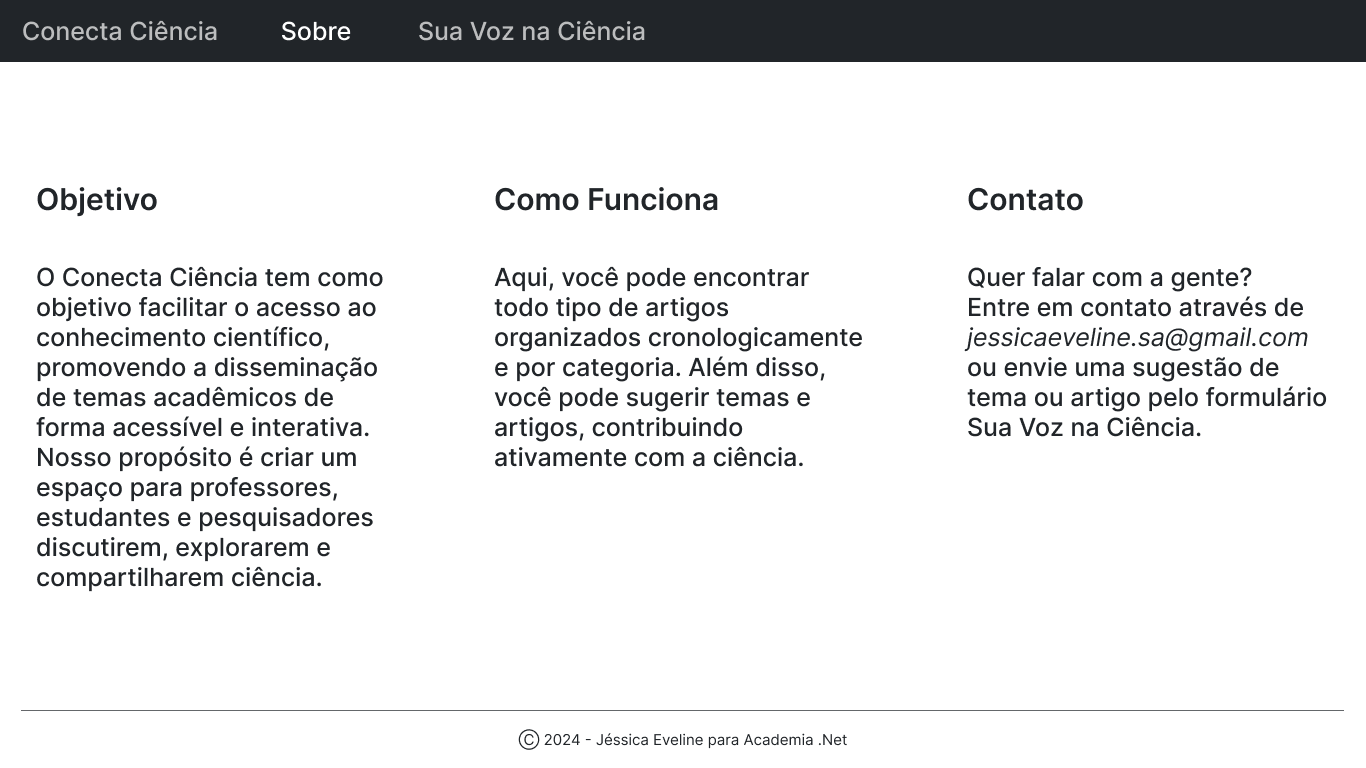 Conecta Ciência Sobre Sua Voz na Ciência
Objetivo
O Conecta Ciência tem como
objetivo facilitar o acesso ao
conhecimento científico,
promovendo a disseminação
de temas acadêmicos de
forma acessível e interativa.
Nosso propósito é criar um
espaço para professores,
estudantes e pesquisadores
discutirem, explorarem e
compartilharem ciência.
Como Funciona
Aqui, você pode encontrar
todo tipo de artigos
organizados cronologicamente
e por categoria. Além disso,
você pode sugerir temas e
artigos, contribuindo
ativamente com a ciência.
Contato
Quer falar com a gente?
Entre em contato através de
jessicaeveline.sa@gmail.com
ou envie uma sugestão de
tema ou artigo pelo formulário
Sua Voz na Ciência.
© 2024 - Jéssica Eveline para Academia .Net